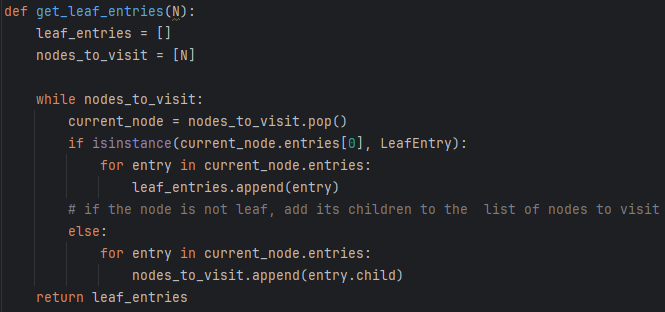 def get_leaf_entries(N):
    leaf_entries = []
    nodes_to_visit = [N]

    while nodes_to_visit:
        current_node = nodes_to_visit.pop()
        if isinstance(current_node.entries[0], LeafEntry):
            for entry in current_node.entries:
                leaf_entries.append(entry)
        # if the node is not leaf, add its children to the  list of nodes to visit
        else:
            for entry in current_node.entries:
                nodes_to_visit.append(entry.child)
    return leaf_entries